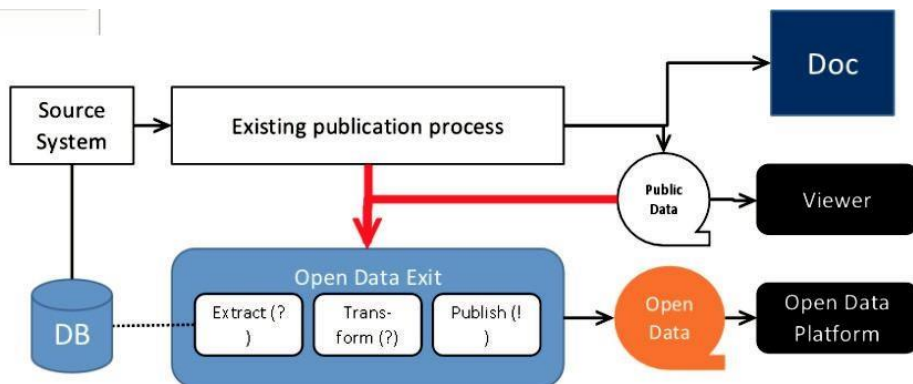 Doc
Source
System
Existing publication process
Public
Data
Viewer
Open Data Exit
DB
Extract (?
)
Trans-
form (?)
Publish (!
)
Open
Data
Open Data
Platform